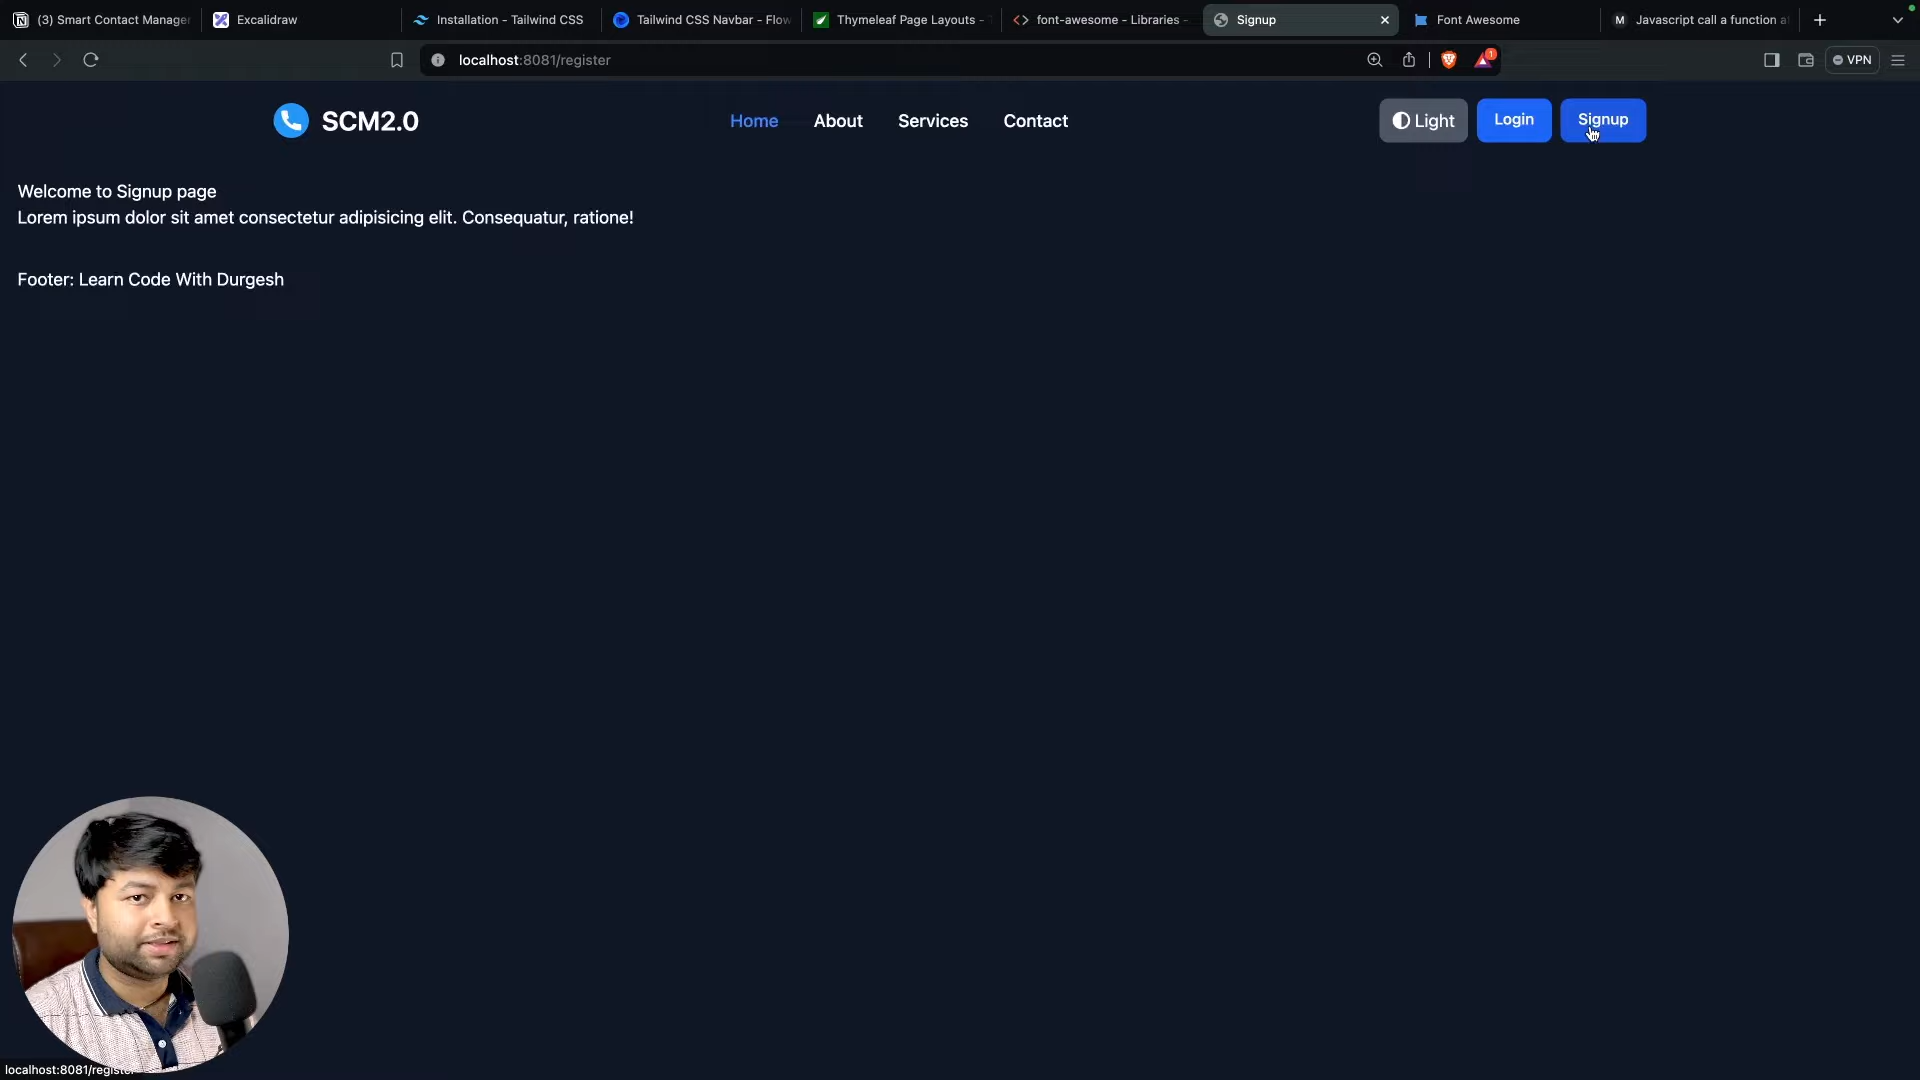 (3) Smart Contact Manager
Excalidraw
Installation - Tailwind CSS
Tailwind CSS Navbar - Flow
Thymeleaf Page Layouts -
font-awesome - Libraries -
Signup
Font Awesome
Javascript call a function a
localhost:8081/register
1
VPN
SCM2.0
Home
About
Services
Contact
Light
Login
Signup
Welcome to Signup page
Lorem ipsum dolor sit amet consectetur adipisicing elit. Consequatur, ratione!
Footer: Learn Code With Durgesh
localhost:8081/register